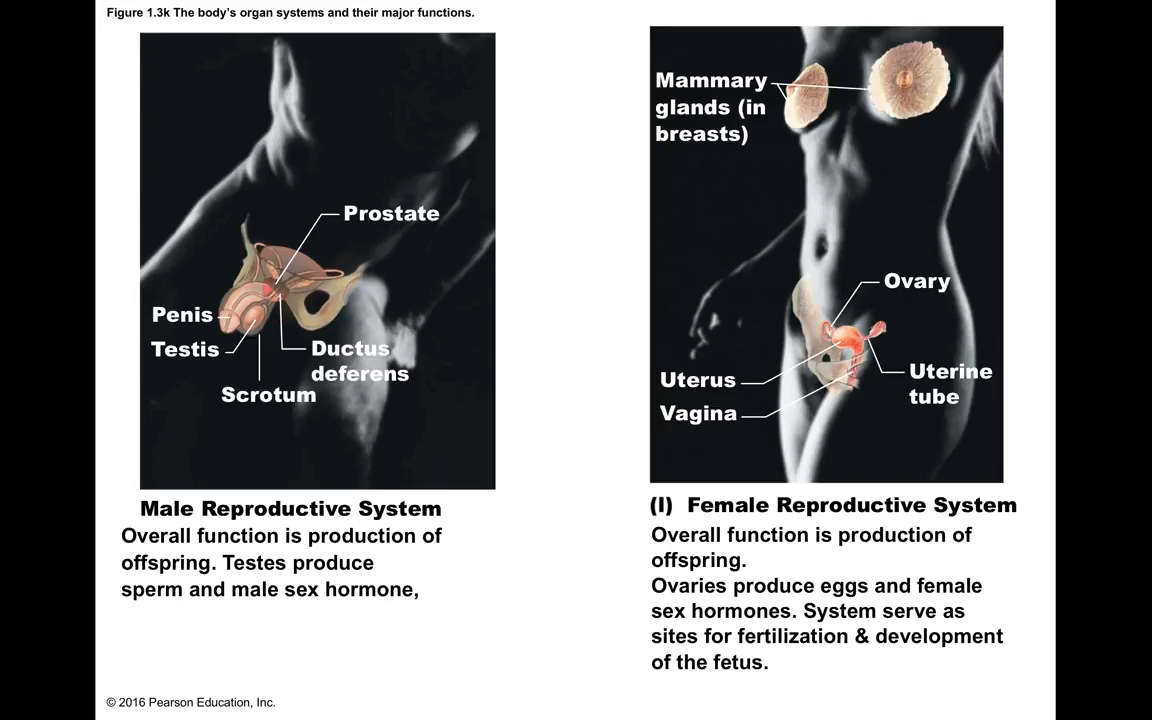 Figure 1.3k The body's organ systems and their major functions.
Prostate
Penis
Testis
Ductus
deferens
Scrotum
Male Reproductive System
Overall function is production of
offspring. Testes produce
sperm and male sex hormone,
Mammary
glands (in
breasts)
Ovary
Uterus
Uterine
tube
Vagina
(l) Female Reproductive System
Overall function is production of
offspring.
Ovaries produce eggs and female
sex hormones. System serve as
sites for fertilization & development
of the fetus.
© 2016 Pearson Education, Inc.